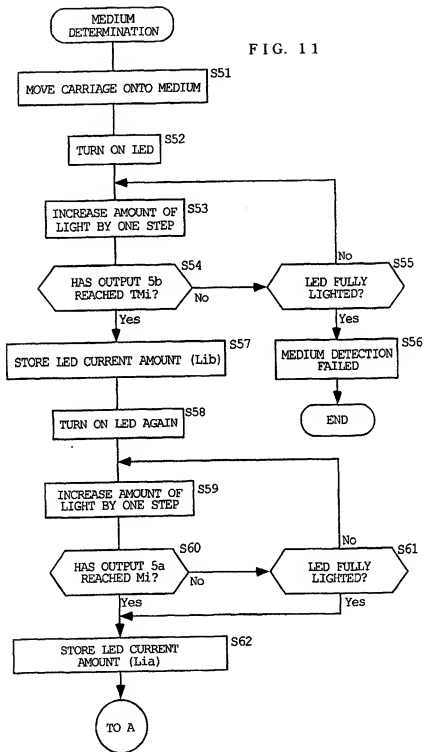 MEDIUM
DETERMINATION
FIG. 11
S51
MOVE CARRIAGE ONTO MEDIUM
S52
TURN ON LED
S53
INCREASE AMOUNT OF
LIGHT BY ONE STEP
No
S54
S55
HAS OUTPUT 5b
REACHED TMi?
No
LED FULLY
LIGHTED?
Yes
Yes
S57
S56
STORE LED CURRENT AMOUNT (Lib)
MEDIUM DETECTION
FAILED
S58
TURN ON LED AGAIN
END
S59
INCREASE AMOUNT OF
LIGHT BY ONE STEP
No
S60
S61
HAS OUTPUT 5a
REACHED Mi?
No
LED FULLY
LIGHTED?
Yes
Yes
S62
STORE LED CURRENT
AMOUNT (Lia)
TO A